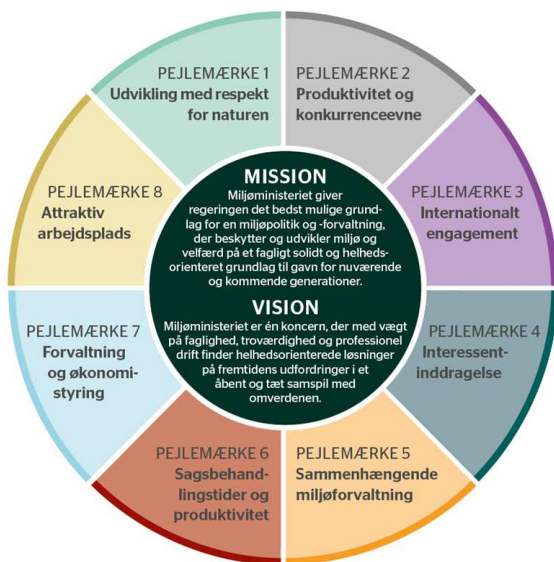 PEJLEMÆRKE 1
Udvikling med respekt
for naturen
PEJLEMÆRKE 2
Produktivitet og
konkurrenceevne
PEJLEMÆRKE 3
Internationalt
engagement
PEJLEMÆRKE 4
Interessent-
inddragelse
PEJLEMÆRKE 5
Sammenhængende
miljøforvaltning
PEJLEMÆRKE 6
Sagsbehand-
lingstider og
produktivitet
PEJLEMÆRKE 7
Forvaltning
og økonomi-
styring
PEJLEMÆRKE 8
Attraktiv
arbejdsplads
MISSION
Miljøministeriet giver
regeringen det bedst mulige grund-
lag for en miljøpolitik og -forvaltning,
der beskytter og udvikler miljø og
velfærd på et fagligt solidt og helheds-
orienteret grundlag til gavn for nuværende
og kommende generationer.
VISION
Miljøministeriet er én koncern, der med vægt
på faglighed, troværdighed og professionel
drift finder helhedsorienterede løsninger
på fremtidens udfordringer i et
åbent og tæt samspil med
omverdenen.